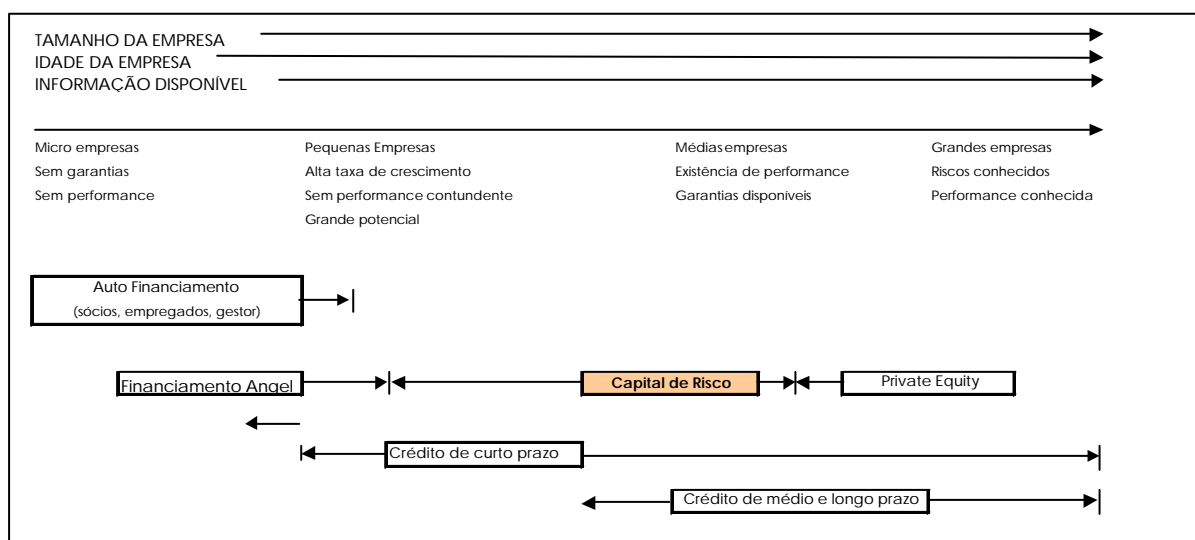 TAMANHO DA EMPRESA
IDADE DA EMPRESA
INFORMAÇÃO DISPONÍVEL
Micro empresas
Sem garantias
Sem performance
Pequenas Empresas
Alta taxa de crescimento
Sem performance contundente
Grande potencial
Médias empresas
Existência de performance
Garantias disponíveis
Grandes empresas
Riscos conhecidos
Performance conhecida
Auto Financiamento
(sócios, empregados, gestor)
Financiamento Angel
Capital de Risco
Private Equity
Crédito de curto prazo
Crédito de médio e longo prazo